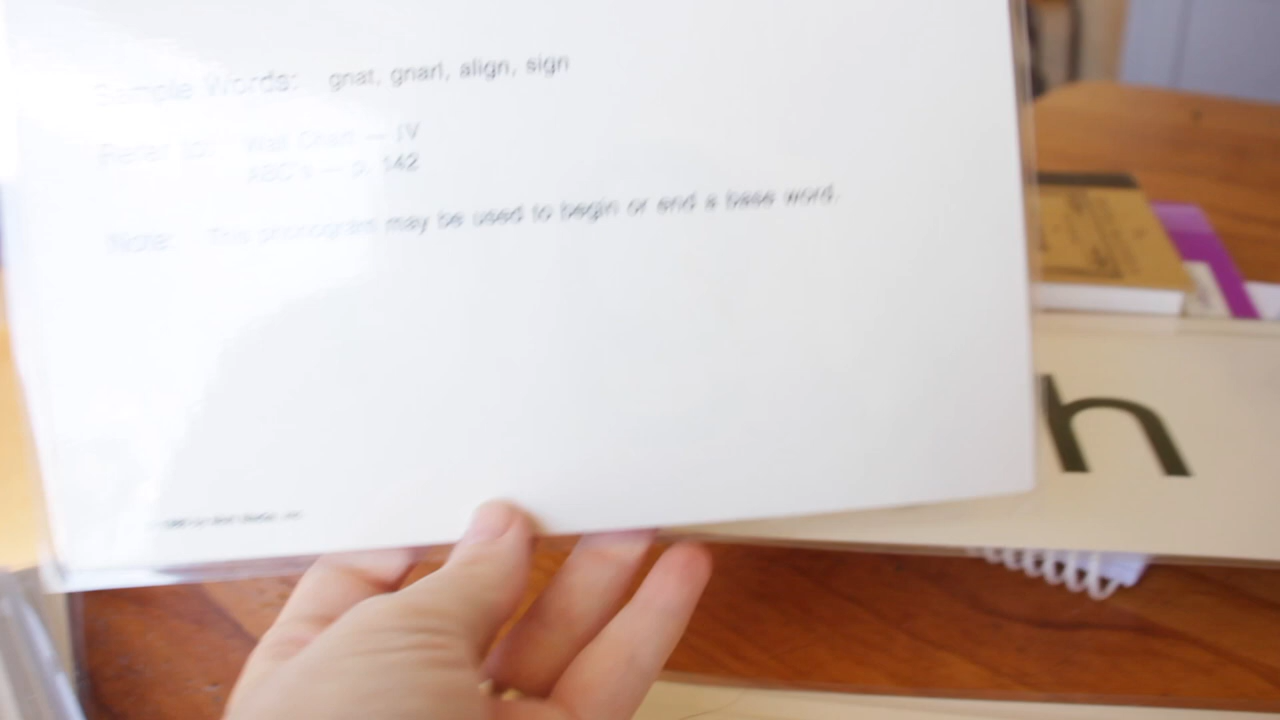 Sample Words: gnat, gnarl, align, sign
Refer to: Wall Chart — IV
ABC's — p. 142
Note: This phonogram may be used to begin or end a base word.
h